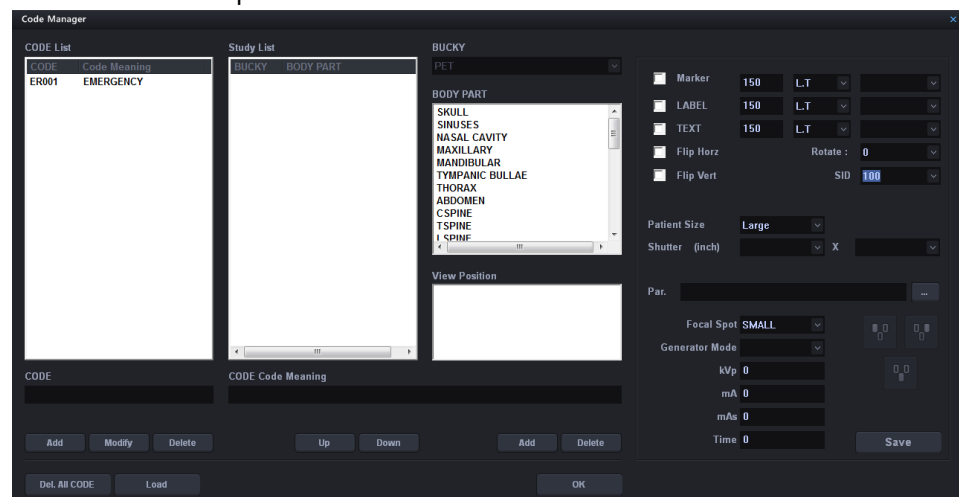 Code Manager
CODE List
CODE Code Meaning
ER001 EMERGENCY
Study List
BUCKY BODY PART
BUCKY
PET
BODY PART
SKULL
SINUSES
NASAL CAVITY
MAXILLARY
MANDIBULAR
TYMPANIC BULLAE
THORAX
ABDOMEN
CSPINE
TSPINE
LSPINE
View Position
Marker 150 L.T
LABEL 150 L.T
TEXT 150 L.T
Flip Horz Rotate : 0
Flip Vert SID 100
Patient Size Large
Shutter (inch) X
Par. ...
Focal Spot SMALL
Generator Mode
kVp 0
mA 0
mAs 0
Time 0
Save
CODE
CODE Code Meaning
Add Modify Delete Up Down Add Delete
Del. All CODE Load OK